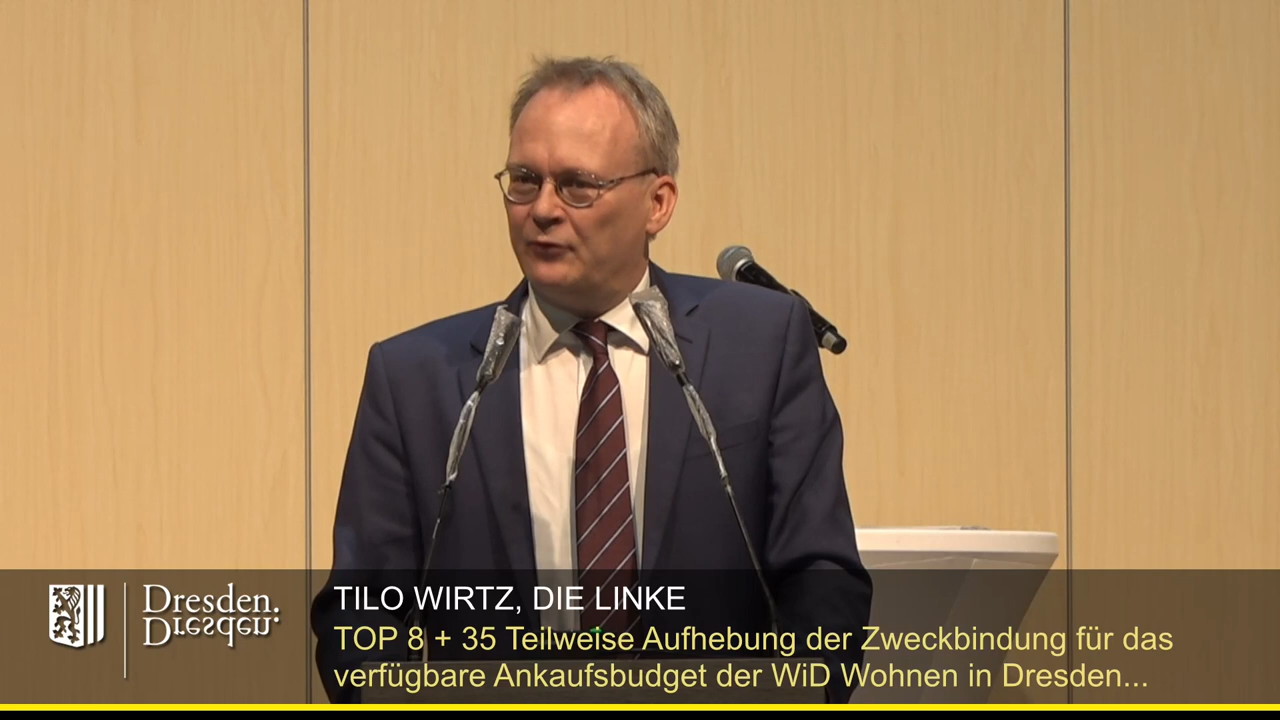 Dresden.
Dresden.
TILO WIRTZ, DIE LINKE
TOP 8 + 35 Teilweise Aufhebung der Zweckbindung für das
verfügbare Ankaufsbudget der WiD Wohnen in Dresden...